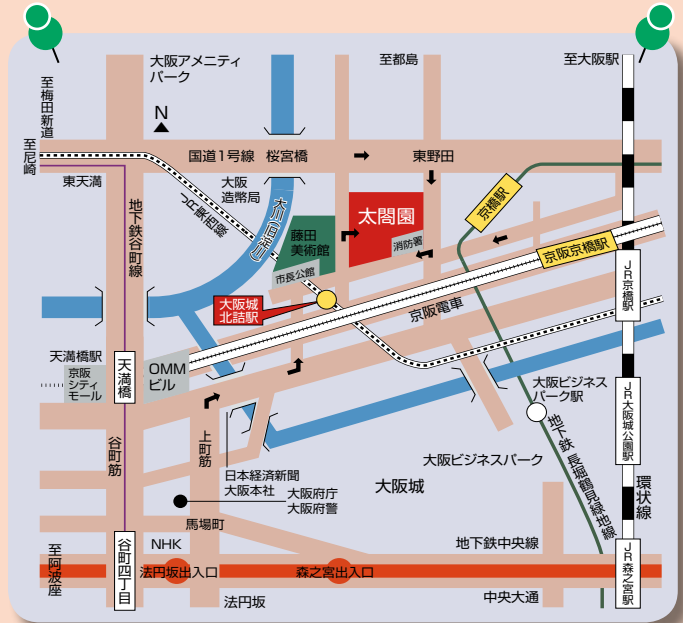 大阪アメニティ
パーク
至都島
至大阪駅
至梅田新道
至尼崎
N
国道1号線
桜宮橋
東野田
東天満
大阪
造幣局
JR東西線
大川(旧淀川)
地下鉄谷町線
藤田
美術館
太閤園
消防署
市長公館
京橋駅
京阪京橋駅
JR京橋駅
大阪城
北詰駅
京阪電車
天満橋駅
京阪
シティ
モール
天満橋
OMM
ビル
大阪ビジネス
パーク駅
JR大阪城公園駅
谷町筋
上町筋
日本経済新聞
大阪本社
大阪府庁
大阪府警
大阪ビジネスパーク
大阪城
地下鉄 長堀鶴見緑地線
環状線
馬場町
NHK
地下鉄中央線
至阿波座
谷町四丁目
法円坂出入口
森之宮出入口
JR森之宮駅
法円坂
中央大通